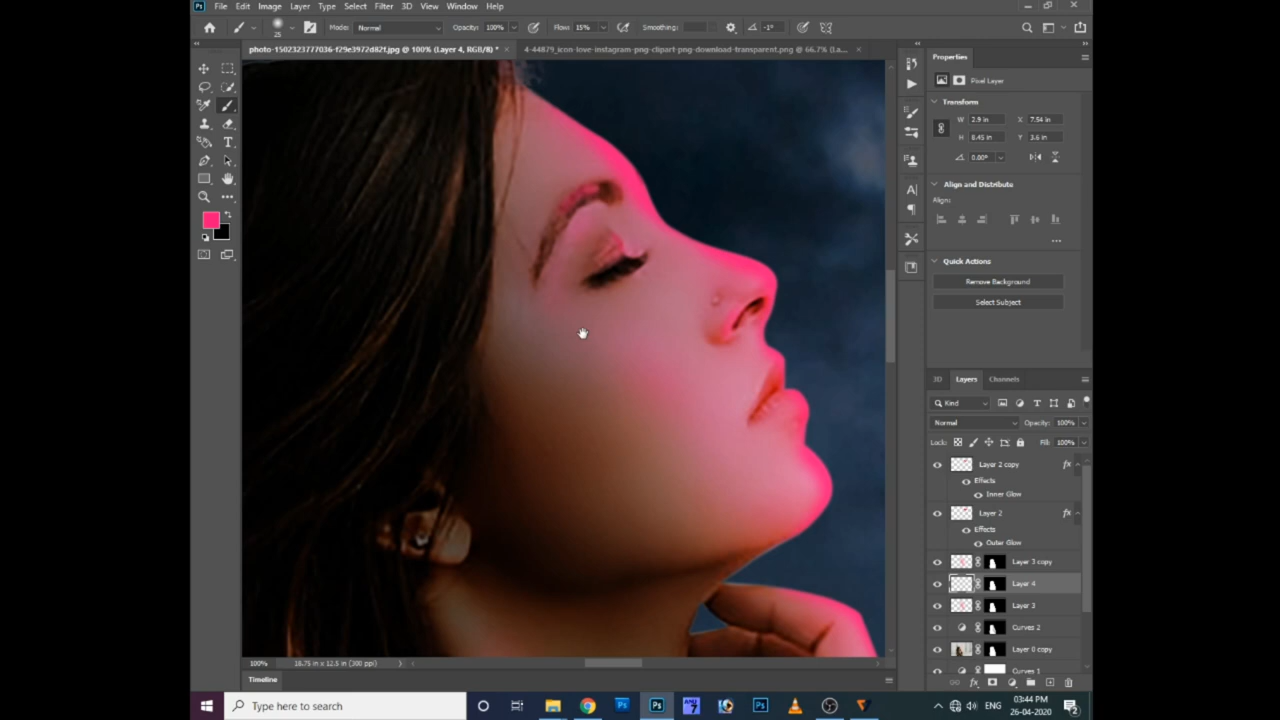 Ps File Edit Image Layer Type Select Filter 3D View Window Help
25 Mode: Normal Opacity: 100% Flow: 15% Smoothing: -1°
photo-1502323777036-f29e3972d82f.jpg @ 100% (Layer 4, RGB/8) * ×
4-44879_icon-love-instagram-png-clipart-png-download-transparent.png @ 66.7% (La... ×
Properties
Pixel Layer
Transform
W 2.9 in X 7.54 in
H 8.45 in Y 3.6 in
0.00°
Align and Distribute
Align:
Quick Actions
Remove Background
Select Subject
3D Layers Channels
Kind
Normal Opacity: 100%
Lock: Fill: 100%
Layer 2 copy fx
Effects
Inner Glow
Layer 2 fx
Effects
Outer Glow
Layer 3 copy
Layer 4
Layer 3
Curves 2
Layer 0 copy
Curves 1
100% 18.75 in x 12.5 in (300 ppi)
Timeline
Type here to search
ENG
03:44 PM
26-04-2020
2